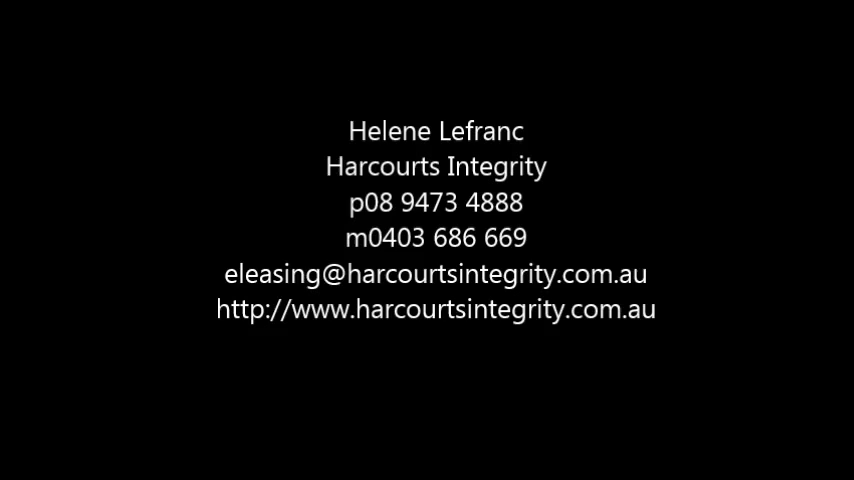 Helene Lefranc
Harcourts Integrity
p08 9473 4888
m0403 686 669
eleasing@harcourtsintegrity.com.au
http://www.harcourtsintegrity.com.au